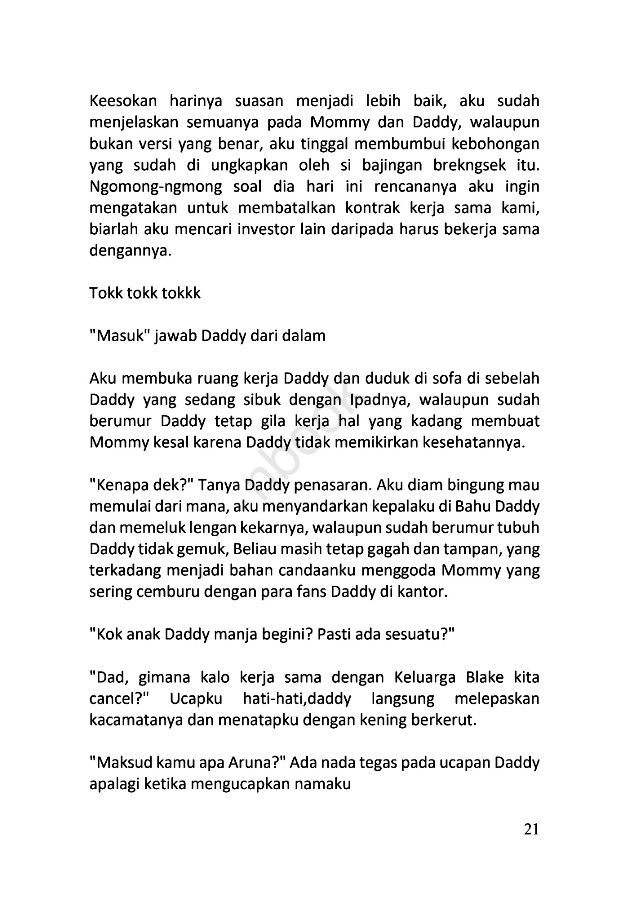 Keesokan harinya suasan menjadi lebih baik, aku sudah
menjelaskan semuanya pada Mommy dan Daddy, walaupun
bukan versi yang benar, aku tinggal membumbui kebohongan
yang sudah di ungkapkan oleh si bajingan brekngsek itu.
Ngomong-ngmong soal dia hari ini rencananya aku ingin
mengatakan untuk membatalkan kontrak kerja sama kami,
biarlah aku mencari investor lain daripada harus bekerja sama
dengannya.
Tokk tokk tokkk
"Masuk" jawab Daddy dari dalam
Aku membuka ruang kerja Daddy dan duduk di sofa di sebelah
Daddy yang sedang sibuk dengan Ipadnya, walaupun sudah
berumur Daddy tetap gila kerja hal yang kadang membuat
Mommy kesal karena Daddy tidak memikirkan kesehatannya.
"Kenapa dek?" Tanya Daddy penasaran. Aku diam bingung mau
memulai dari mana, aku menyandarkan kepalaku di Bahu Daddy
dan memeluk lengan kekarnya, walaupun sudah berumur tubuh
Daddy tidak gemuk, Beliau masih tetap gagah dan tampan, yang
terkadang menjadi bahan candaanku menggoda Mommy yang
sering cemburu dengan para fans Daddy di kantor.
"Kok anak Daddy manja begini? Pasti ada sesuatu?"
"Dad, gimana kalo kerja sama dengan Keluarga Blake kita
cancel?" Ucapku hati-hati,daddy langsung melepaskan
kacamatanya dan menatapku dengan kening berkerut.
"Maksud kamu apa Aruna?" Ada nada tegas pada ucapan Daddy
apalagi ketika mengucapkan namaku
21